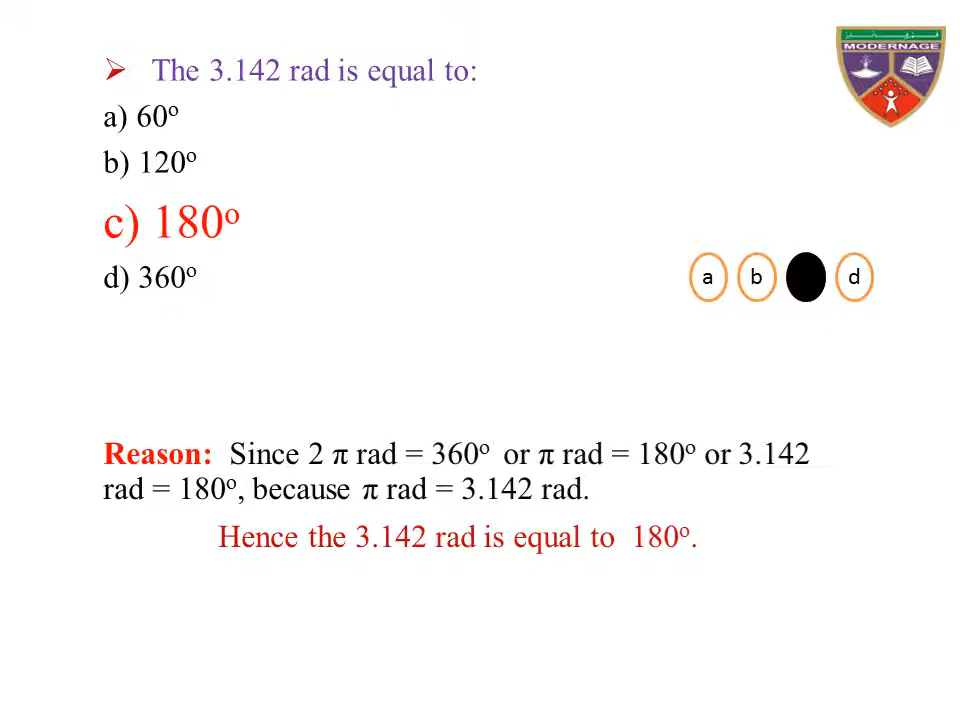 ➢ The 3.142 rad is equal to:
a) 60º
b) 120º
c) 180º
d) 360º
a b d
Reason: Since 2 π rad = 360º or π rad = 180º or 3.142
rad = 180º, because π rad = 3.142 rad.
Hence the 3.142 rad is equal to 180º.
MODERNAGE